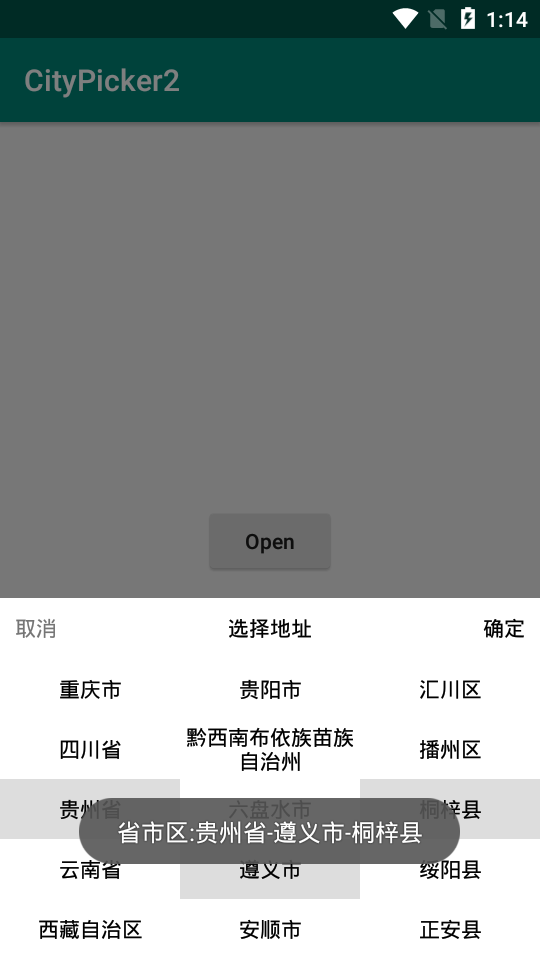 1:14
CityPicker2
Open
取消 选择地址 确定
重庆市 贵阳市 汇川区
四川省 黔西南布依族苗族自治州 播州区
贵州省 六盘水市 桐梓县
省市区:贵州省-遵义市-桐梓县
云南省 遵义市 绥阳县
西藏自治区 安顺市 正安县